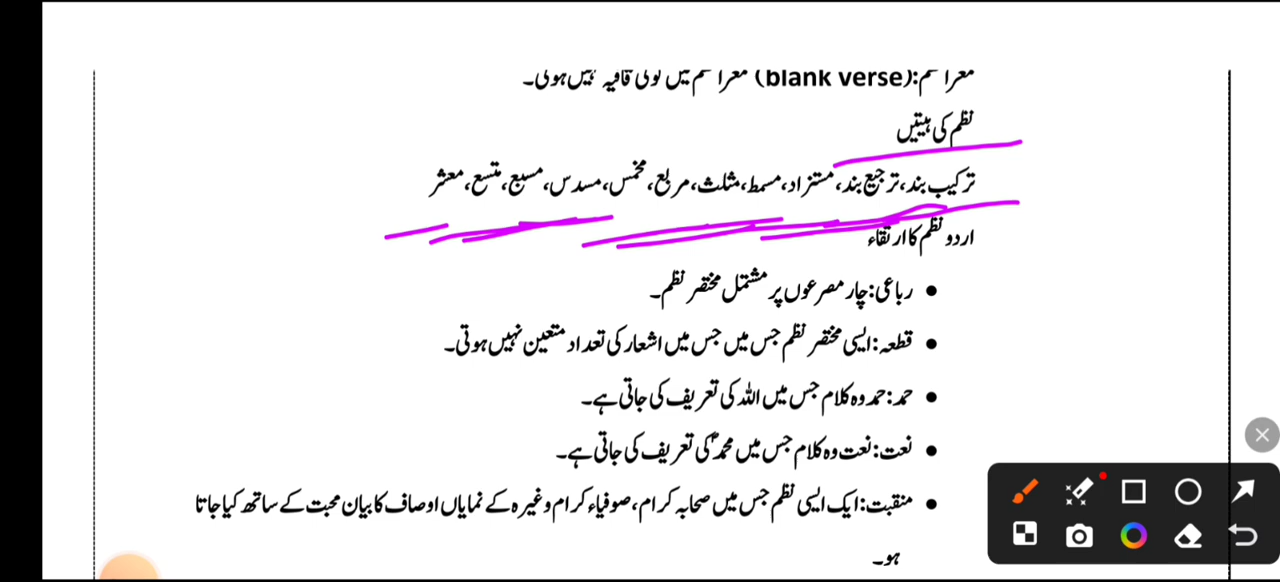 معرا نظم:(blank verse) معرا نظم میں کوئی قافیہ نہیں ہوتی۔
نظم کی ہیتیں
ترکیب بند، ترجیع بند، مستزاد، مسمط، مثلث، مربع، مخمس، مسدس، مسبع، متسع، معشر
اردو نظم کا ارتقاء
● رباعی: چار مصرعوں پر مشتمل مختصر نظم۔
● قطعہ: ایسی مختصر نظم جس میں جس میں اشعار کی تعداد متعین نہیں ہوتی۔
● حمد: حمد وہ کلام جس میں اللہ کی تعریف کی جاتی ہے۔
● نعت: نعت وہ کلام جس میں محمدؐ کی تعریف کی جاتی ہے۔
● منقبت: ایک ایسی نظم جس میں صحابہ کرام، صوفیاء کرام وغیرہ کے نمایاں اوصاف کا بیان محبت کے ساتھ کیا جاتا
ہو۔